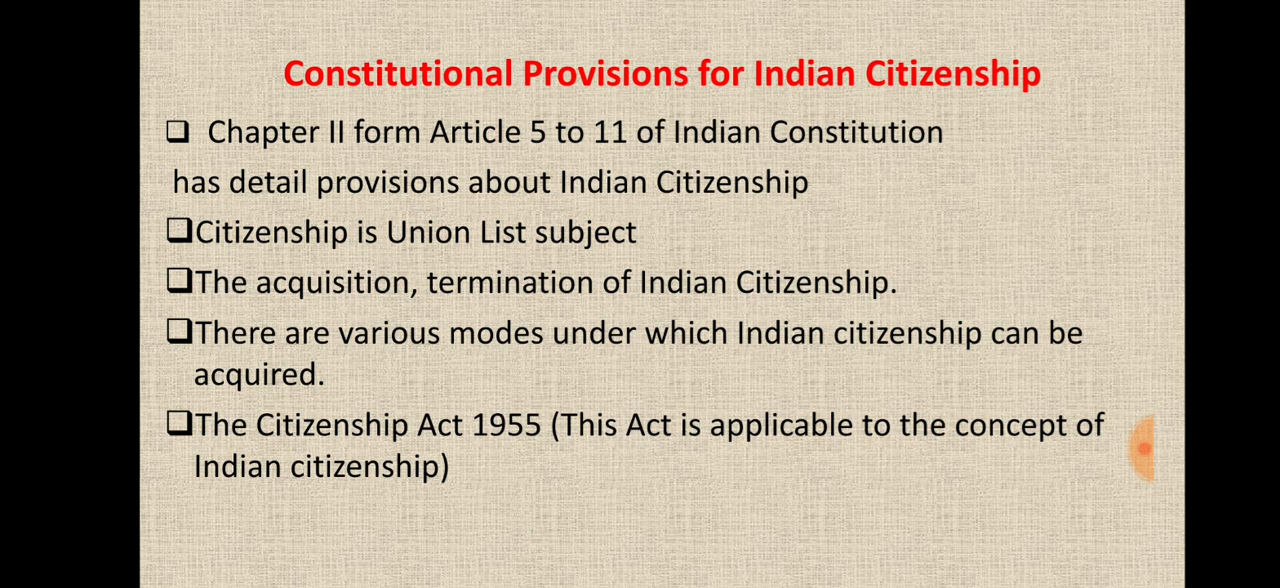 Constitutional Provisions for Indian Citizenship
❑ Chapter II form Article 5 to 11 of Indian Constitution
has detail provisions about Indian Citizenship
❑Citizenship is Union List subject
❑The acquisition, termination of Indian Citizenship.
❑There are various modes under which Indian citizenship can be
acquired.
❑The Citizenship Act 1955 (This Act is applicable to the concept of
Indian citizenship)